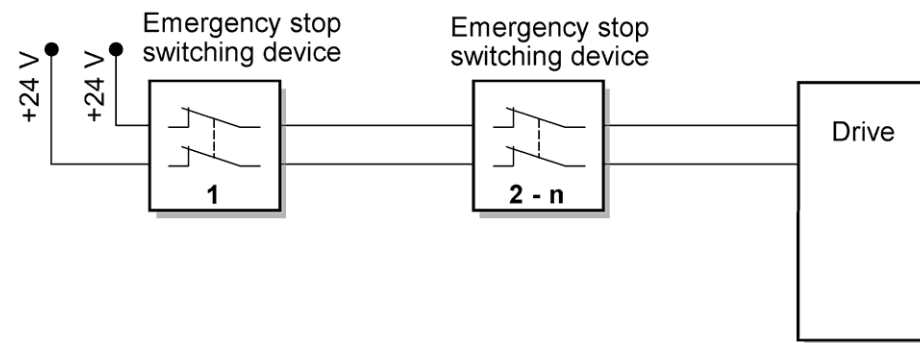 +24 V
+24 V
Emergency stop
switching device
1
Emergency stop
switching device
2 - n
Drive